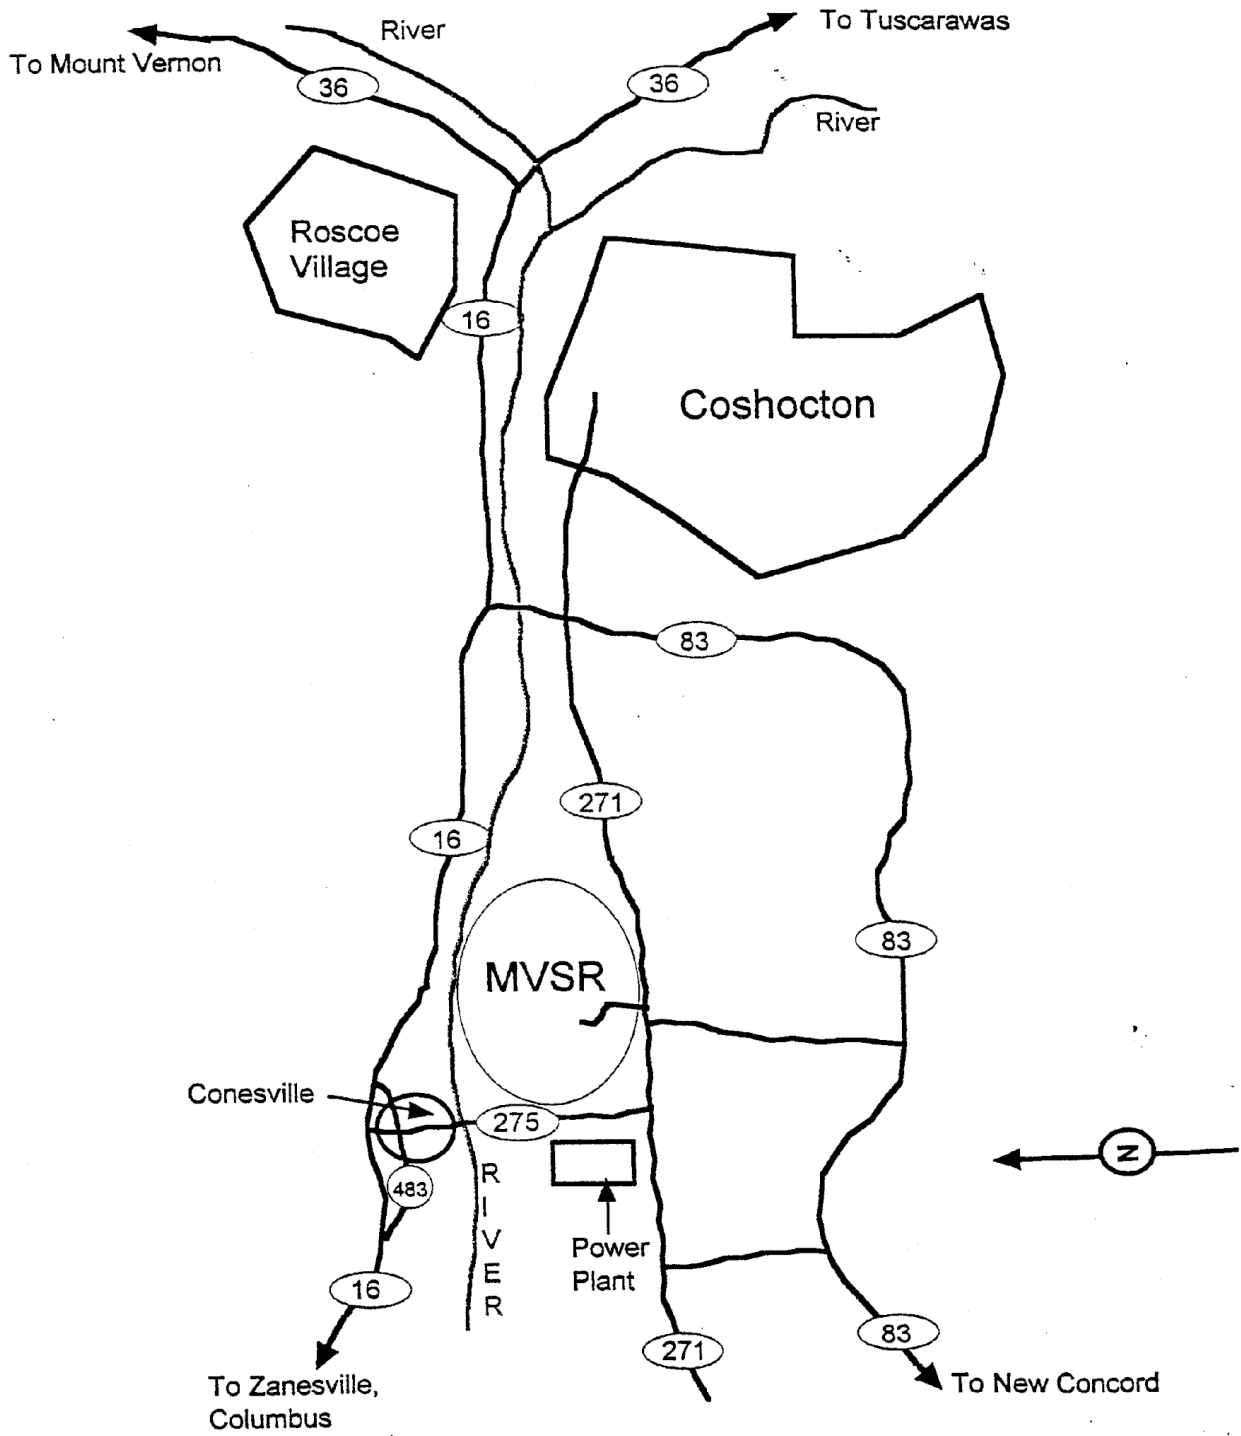 River
To Tuscarawas
To Mount Vernon
36
36
River
Roscoe
Village
16
Coshocton
83
271
16
83
MVSR
Conesville
275
N
483
R
I
V
E
R
Power
Plant
16
83
271
To Zanesville,
Columbus
To New Concord